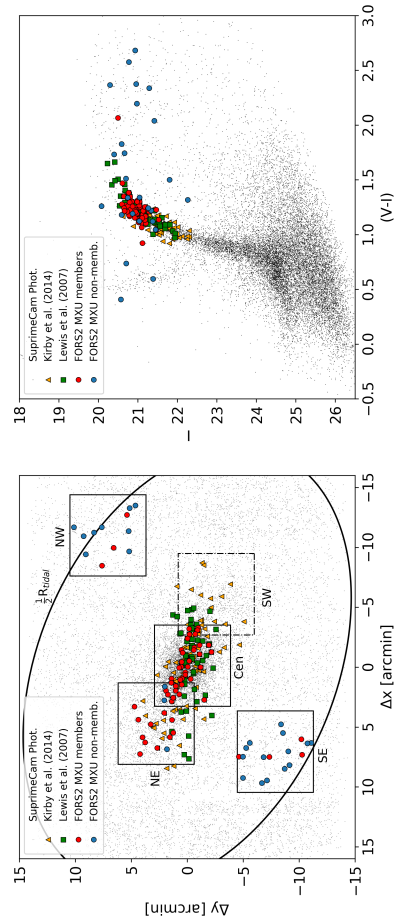 SuprimeCam Phot.
Kirby et al. (2014)
Lewis et al. (2007)
FORS2 MXU members
FORS2 MXU non-memb.
½R_tidal
NW
NE
Cen
SW
SE
15
10
5
0
−5
−10
−15
Δy [arcmin]
15
10
5
0
−5
−10
−15
Δx [arcmin]
SuprimeCam Phot.
Kirby et al. (2014)
Lewis et al. (2007)
FORS2 MXU members
FORS2 MXU non-memb.
18
19
20
21
22
23
24
25
26
I
−0.5
0.0
0.5
1.0
1.5
2.0
2.5
3.0
(V-I)